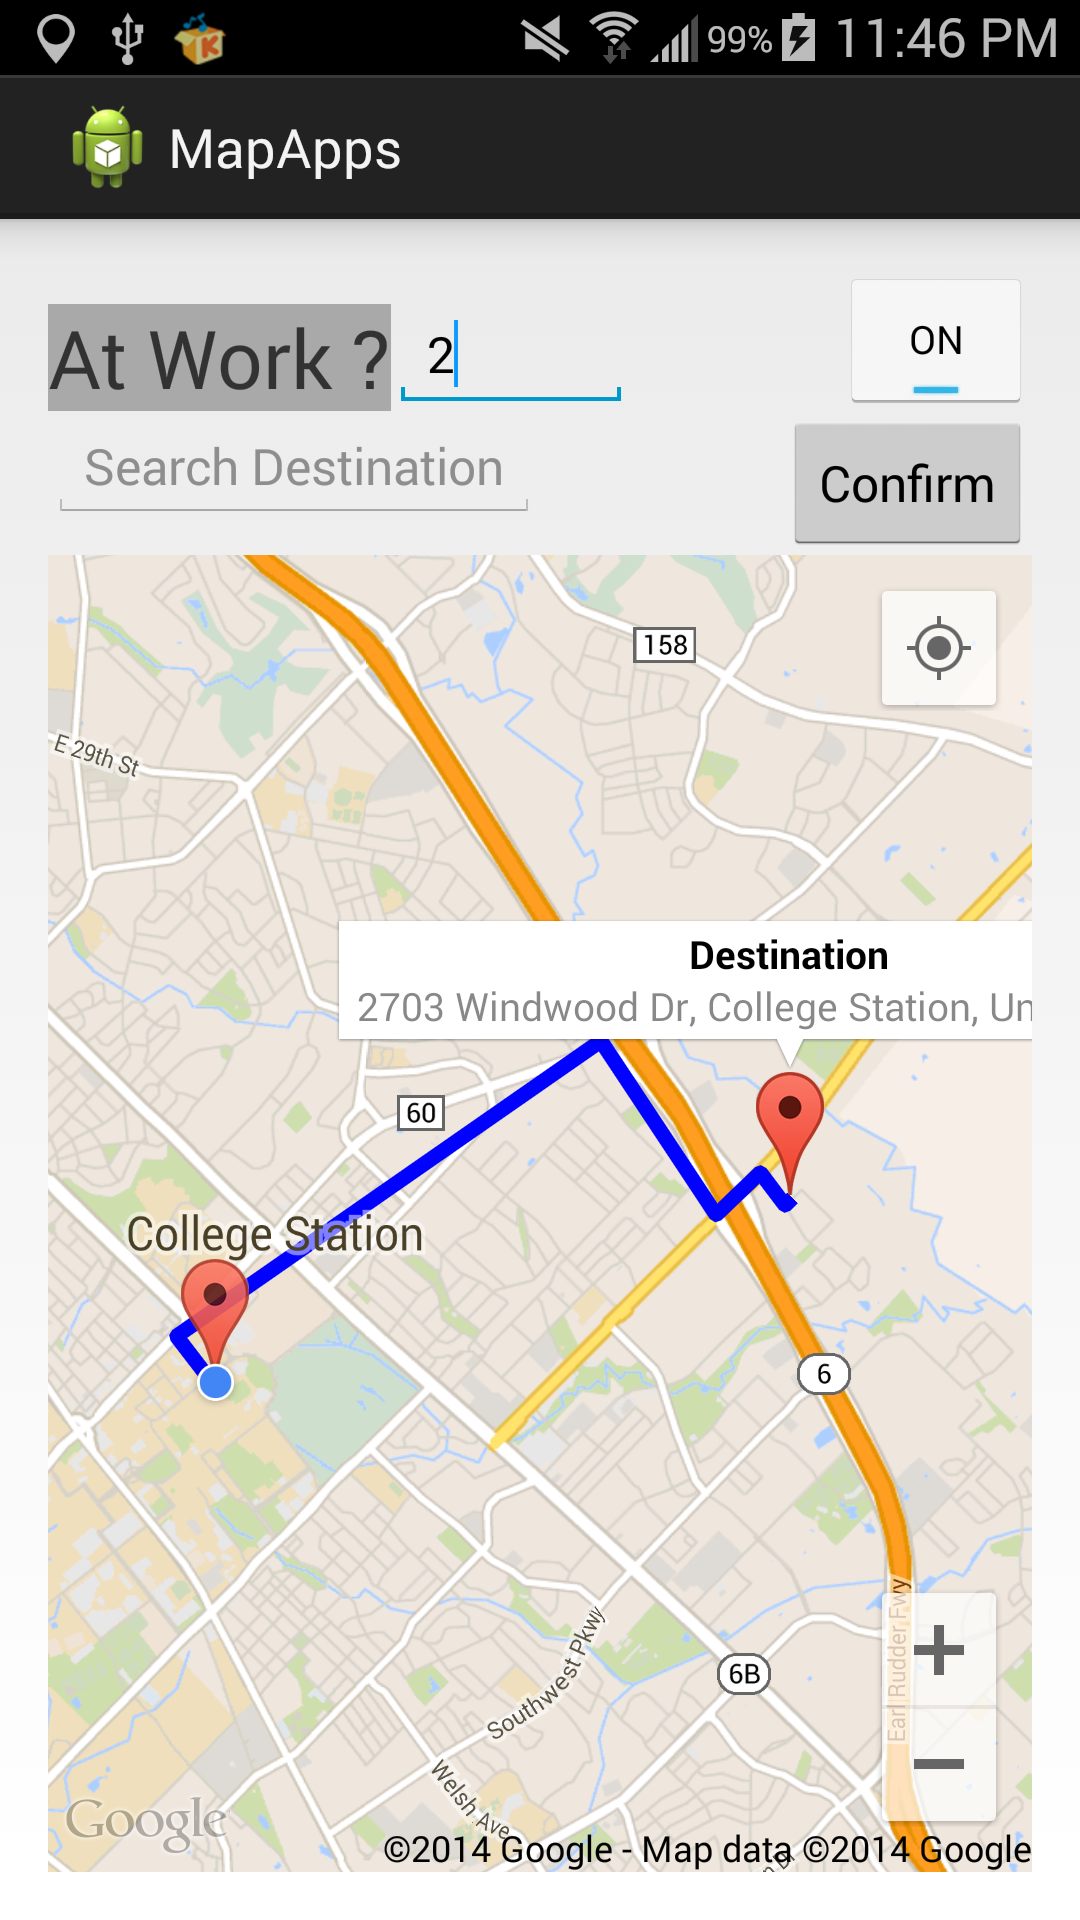 99% 11:46 PM
MapApps
At Work ? 2
ON
Search Destination
Confirm
158
E 29th St
Destination
2703 Windwood Dr, College Station, Un
60
College Station
6
Earl Rudder Fwy
6B
Southwest Pkwy
Welsh Ave
Google
©2014 Google - Map data ©2014 Google